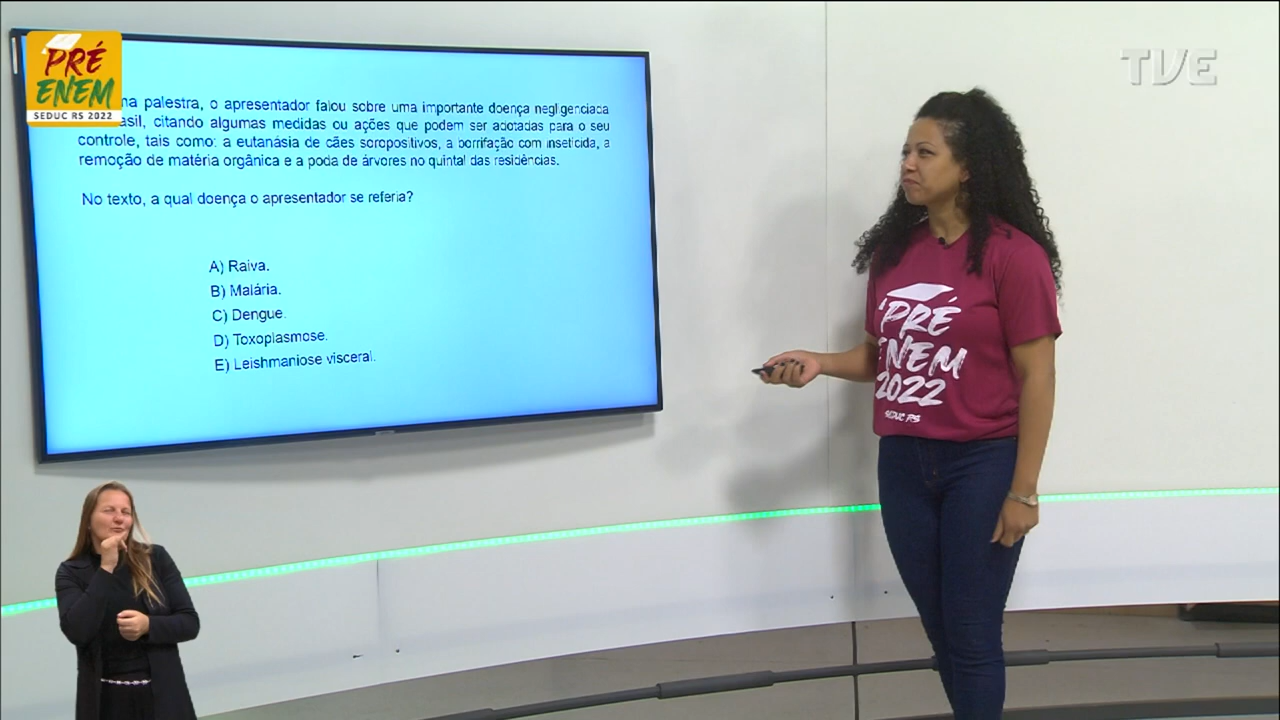 PRÉ
ENEM
SEDUC RS 2022
TVE
na palestra, o apresentador falou sobre uma importante doença negligenciada
asil, citando algumas medidas ou ações que podem ser adotadas para o seu
controle, tais como: a eutanásia de cães soropositivos, a borrifação com inseticida, a
remoção de matéria orgânica e a poda de árvores no quintal das residências.
No texto, a qual doença o apresentador se referia?
A) Raiva.
B) Malária.
C) Dengue.
D) Toxoplasmose.
E) Leishmaniose visceral.
PRÉ
ENEM
2022
SEDUC RS